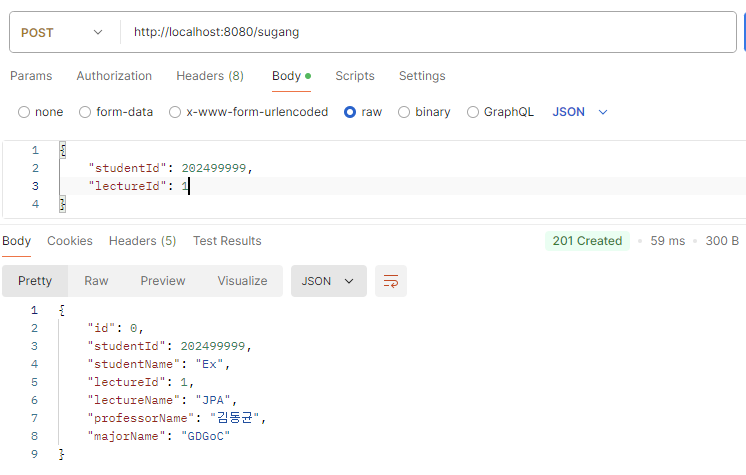 POST http://localhost:8080/sugang
Params Authorization Headers (8) Body Scripts Settings
none form-data x-www-form-urlencoded raw binary GraphQL JSON
1 {
2 "studentId": 202499999,
3 "lectureId": 1
4 }
Body Cookies Headers (5) Test Results 201 Created 59 ms 300 B
Pretty Raw Preview Visualize JSON
1 {
2 "id": 0,
3 "studentId": 202499999,
4 "studentName": "Ex",
5 "lectureId": 1,
6 "lectureName": "JPA",
7 "professorName": "김동균",
8 "majorName": "GDGoC"
9 }